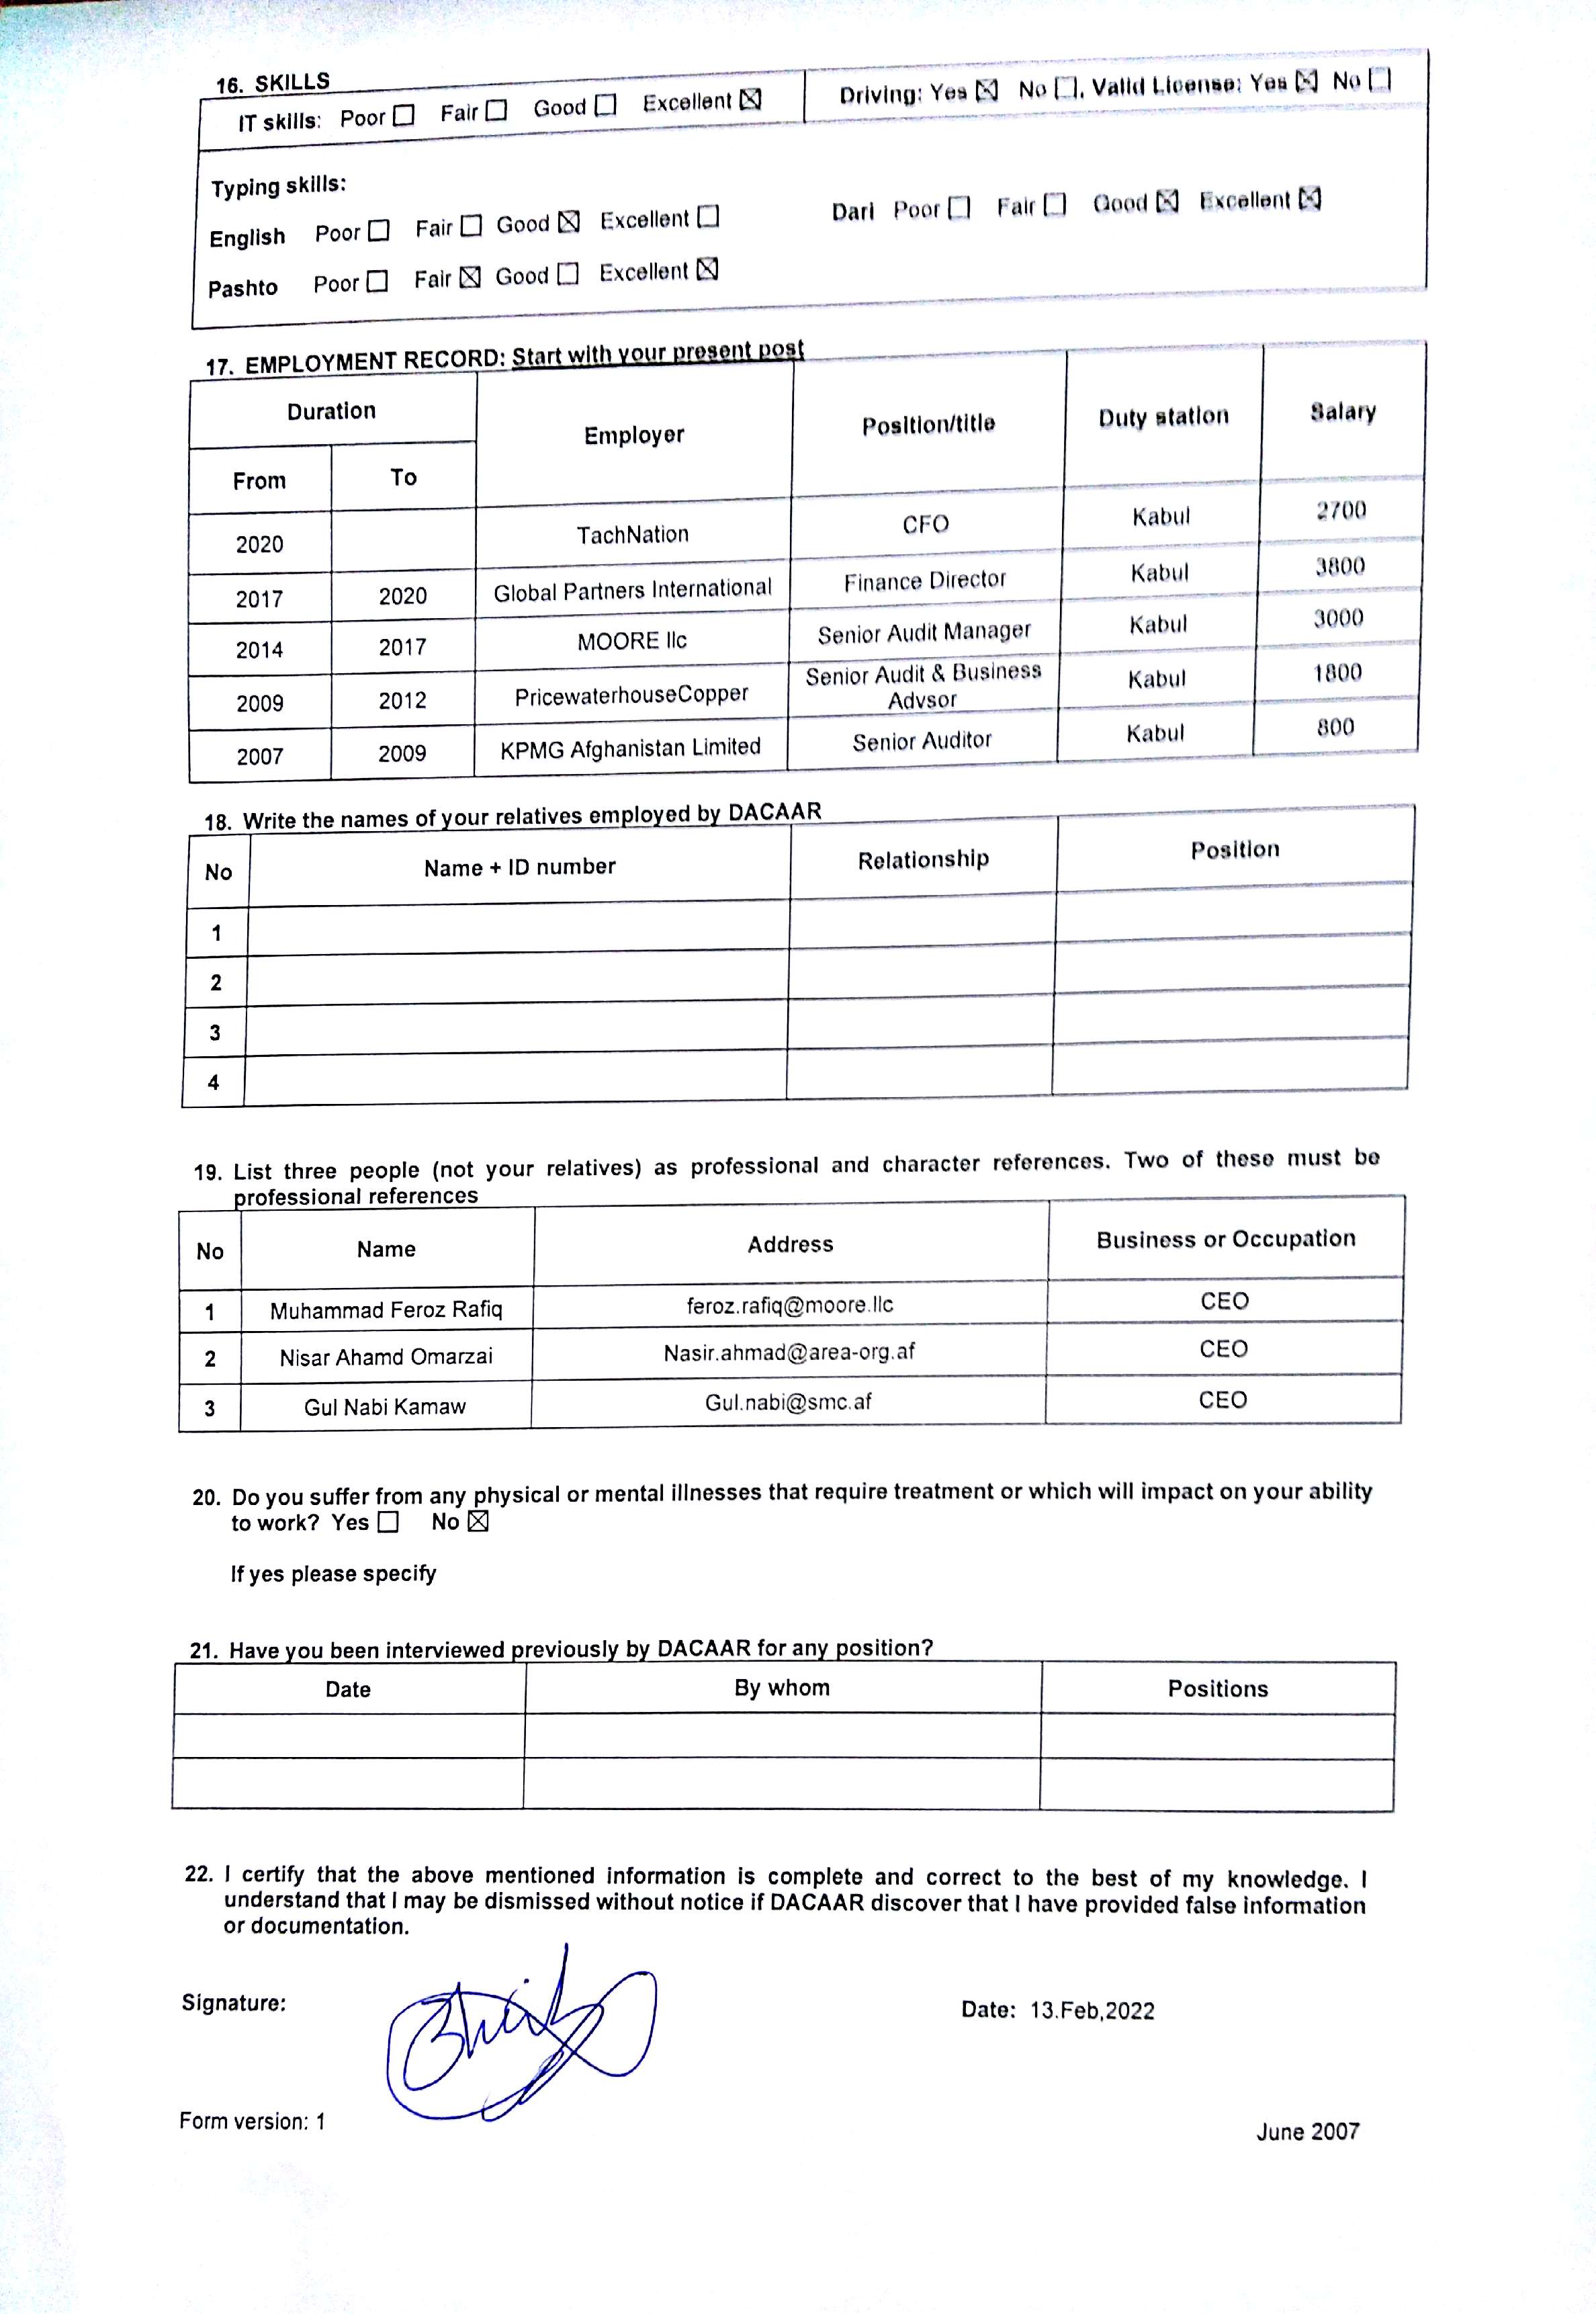 16. SKILLS
IT skills: Poor ☐ Fair ☐ Good ☐ Excellent ☒ Driving: Yes ☒ No ☐, Valid License: Yes ☒ No ☐
Typing skills:
English Poor ☐ Fair ☐ Good ☒ Excellent ☐ Dari Poor ☐ Fair ☐ Good ☒ Excellent ☒
Pashto Poor ☐ Fair ☒ Good ☐ Excellent ☒
17. EMPLOYMENT RECORD: Start with your present post
Duration Employer Position/title Duty station Salary
From To
2020 TachNation CFO Kabul 2700
2017 2020 Global Partners International Finance Director Kabul 3800
2014 2017 MOORE llc Senior Audit Manager Kabul 3000
2009 2012 PricewaterhouseCopper Senior Audit & Business Advsor Kabul 1800
2007 2009 KPMG Afghanistan Limited Senior Auditor Kabul 800
18. Write the names of your relatives employed by DACAAR
No Name + ID number Relationship Position
1
2
3
4
19. List three people (not your relatives) as professional and character references. Two of these must be
professional references
No Name Address Business or Occupation
1 Muhammad Feroz Rafiq feroz.rafiq@moore.llc CEO
2 Nisar Ahamd Omarzai Nasir.ahmad@area-org.af CEO
3 Gul Nabi Kamaw Gul.nabi@smc.af CEO
20. Do you suffer from any physical or mental illnesses that require treatment or which will impact on your ability
to work? Yes ☐ No ☒
If yes please specify
21. Have you been interviewed previously by DACAAR for any position?
Date By whom Positions
22. I certify that the above mentioned information is complete and correct to the best of my knowledge. I
understand that I may be dismissed without notice if DACAAR discover that I have provided false information
or documentation.
Signature: Date: 13.Feb,2022
Form version: 1 June 2007